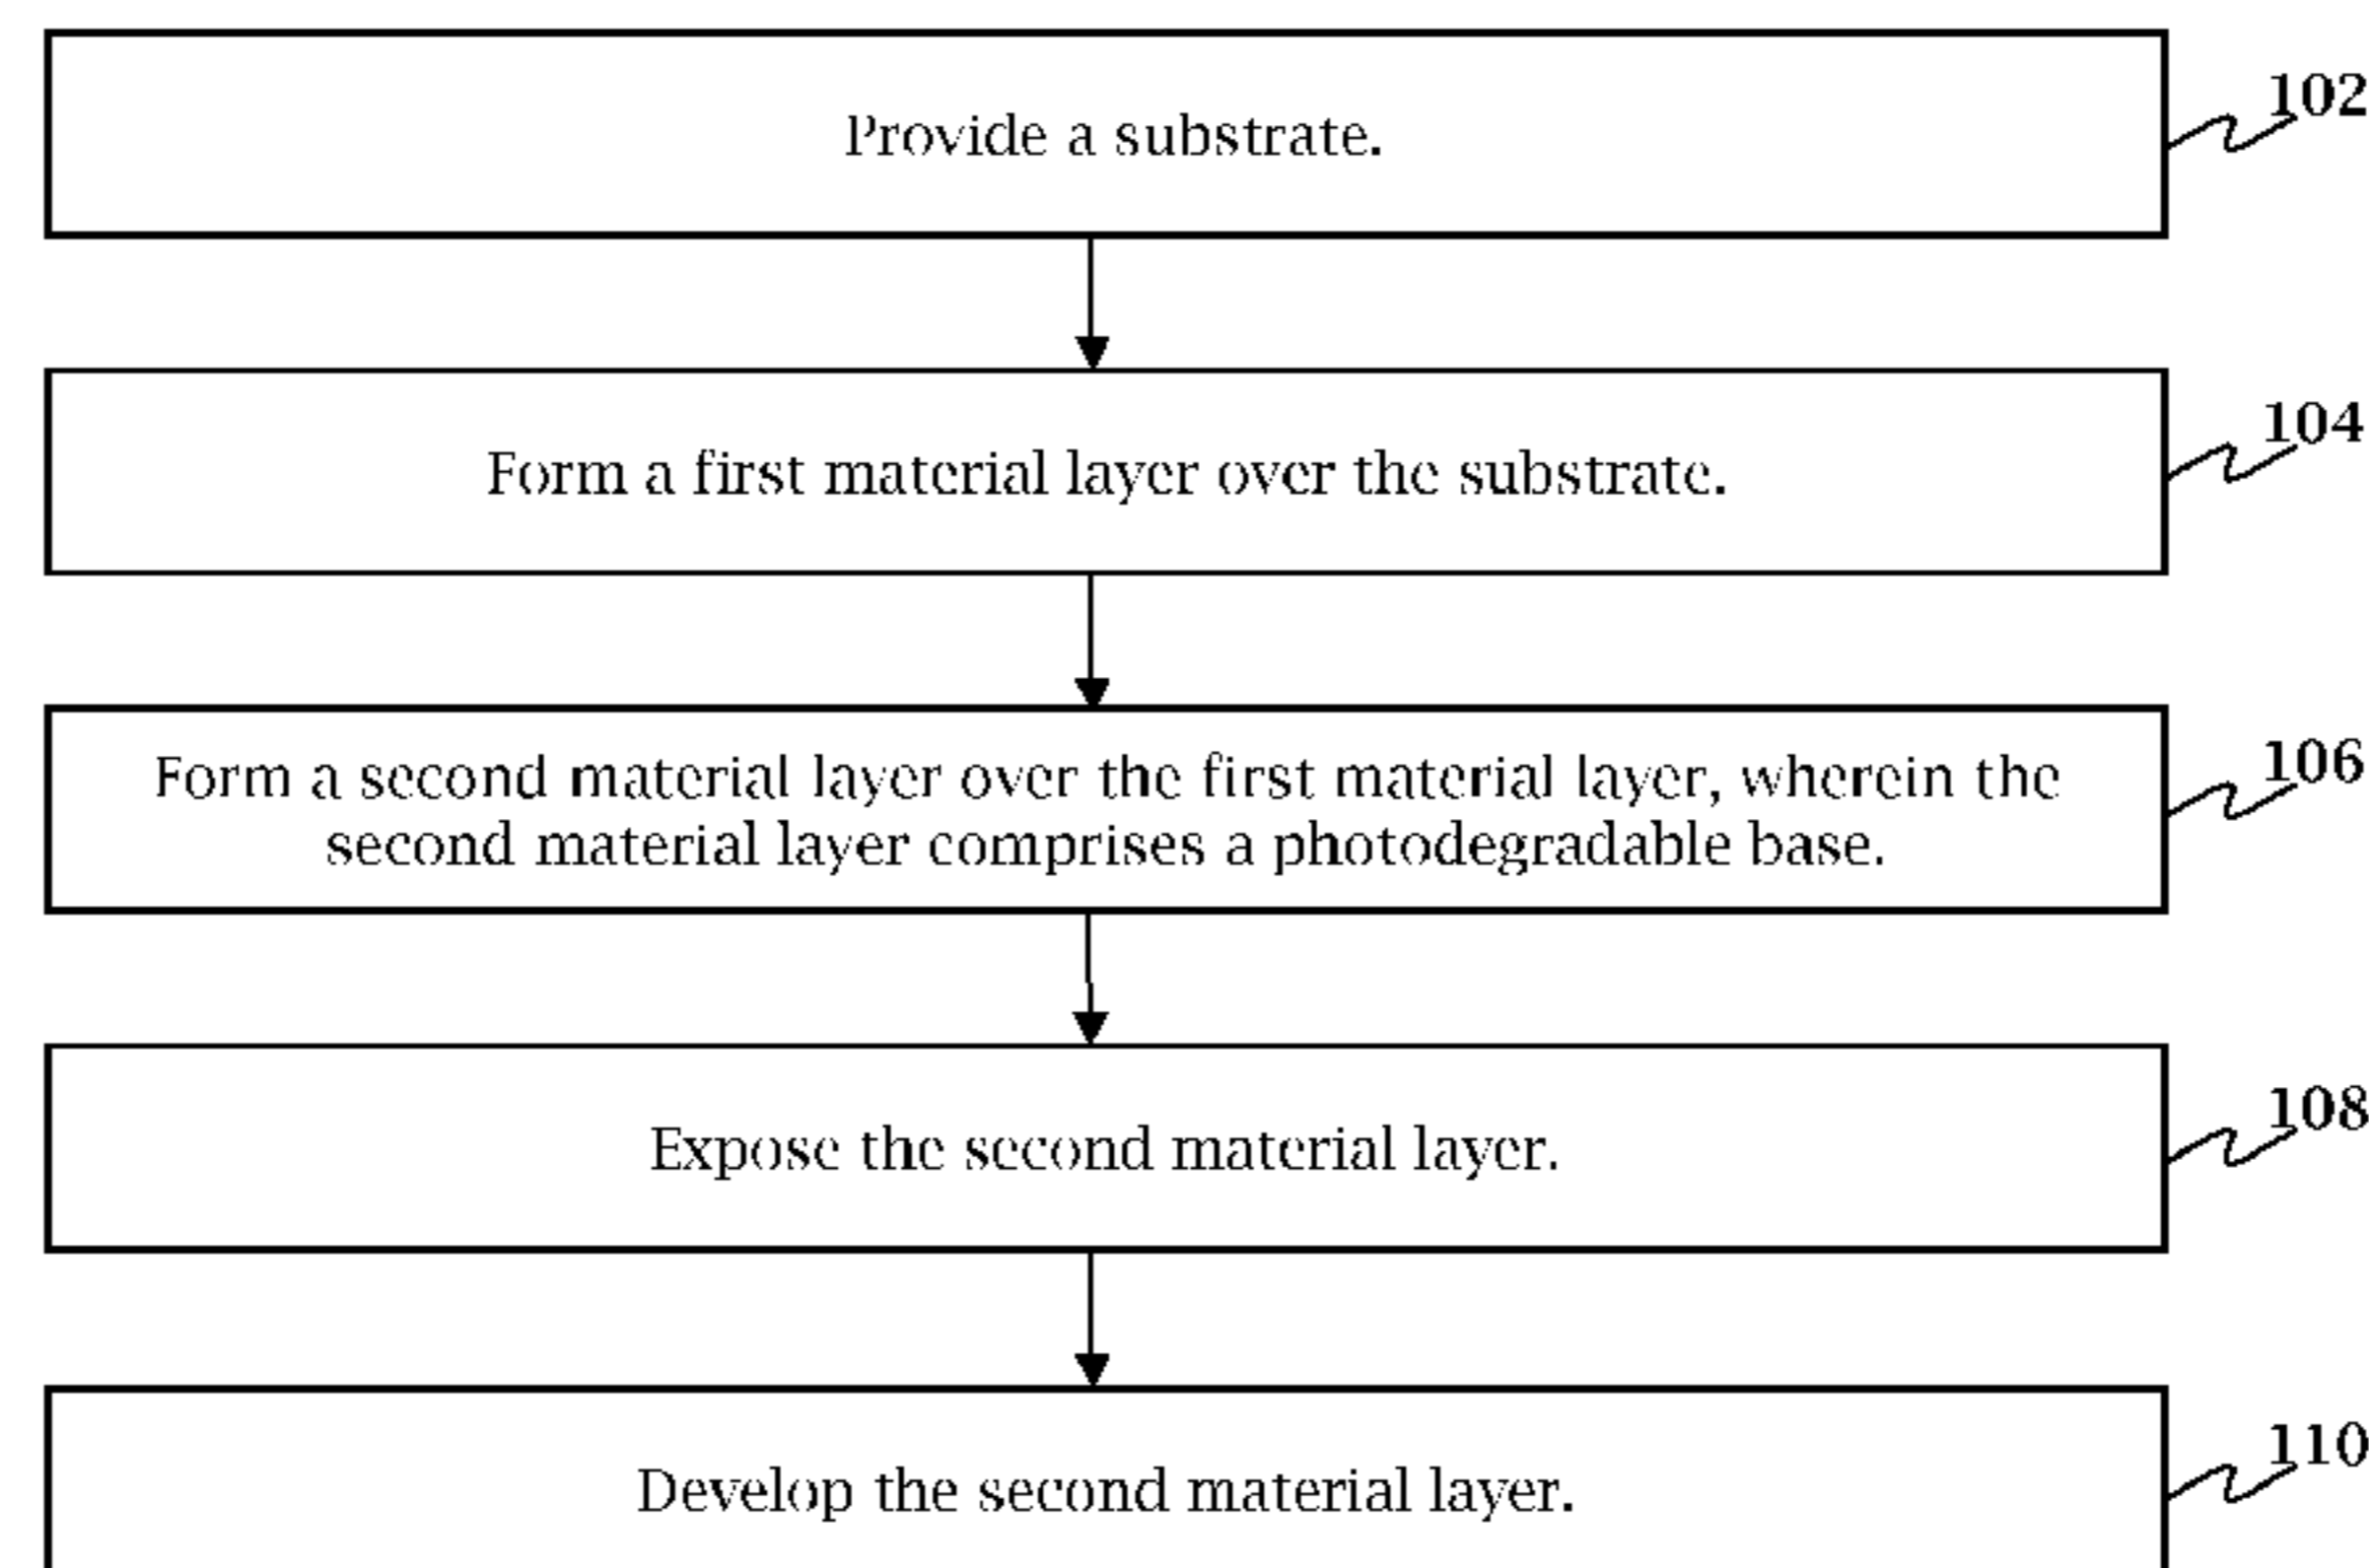 Provide a substrate.
102
Form a first material layer over the substrate.
104
Form a second material layer over the first material layer, wherein the
second material layer comprises a photodegradable base.
106
Expose the second material layer.
108
Develop the second material layer.
110